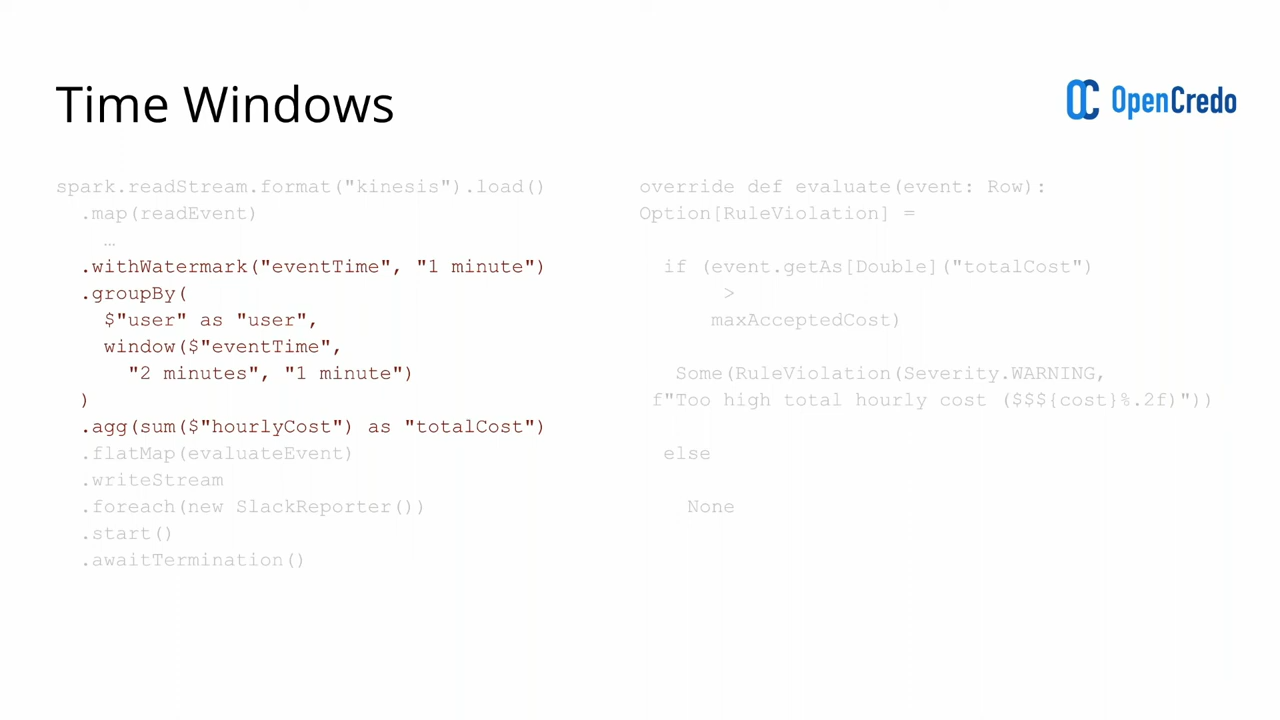 Time Windows
OpenCredo
spark.readStream.format("kinesis").load()
.map(readEvent)
…
.withWatermark("eventTime", "1 minute")
.groupBy(
$"user" as "user",
window($"eventTime",
"2 minutes", "1 minute")
)
.agg(sum($"hourlyCost") as "totalCost")
.flatMap(evaluateEvent)
.writeStream
.foreach(new SlackReporter())
.start()
.awaitTermination()
override def evaluate(event: Row):
Option[RuleViolation] =
if (event.getAs[Double]("totalCost")
>
maxAcceptedCost)
Some(RuleViolation(Severity.WARNING,
f"Too high total hourly cost ($$${cost}%.2f)"))
else
None